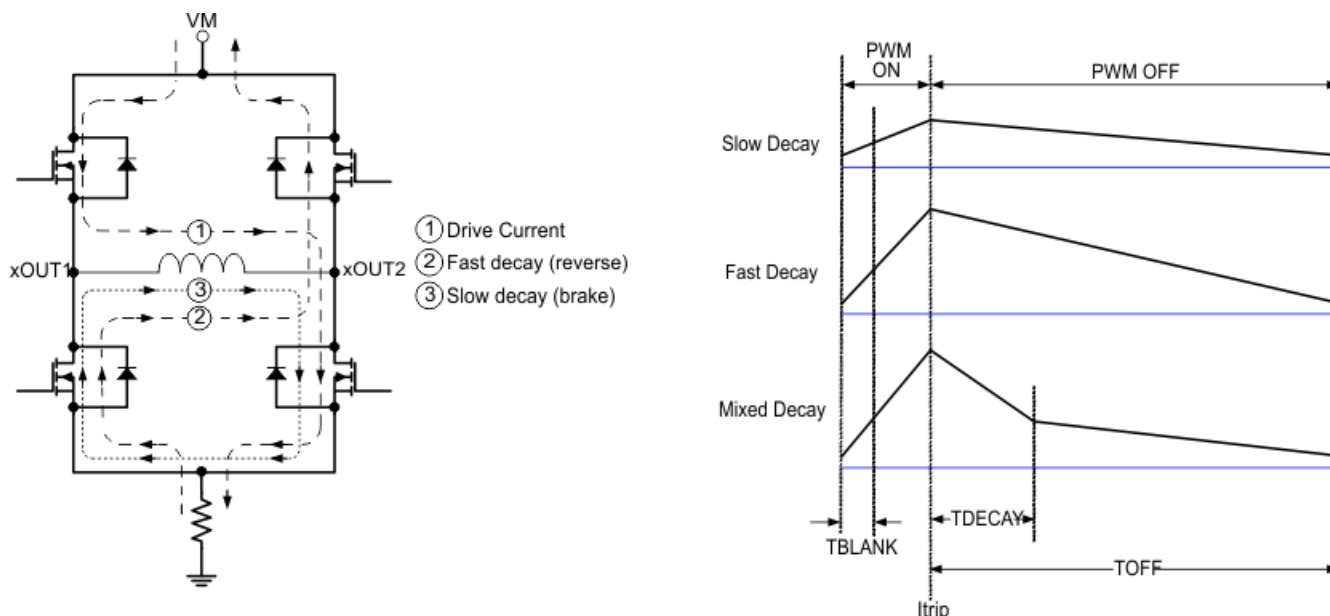 VM
1
xOUT1
xOUT2
3
2
1 Drive Current
2 Fast decay (reverse)
3 Slow decay (brake)
PWM
ON
PWM OFF
Slow Decay
Fast Decay
Mixed Decay
TBLANK
TDECAY
TOFF
Itrip